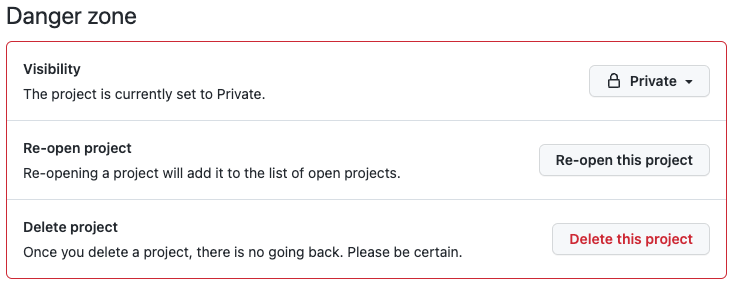 Danger zone
Visibility
The project is currently set to Private.
Private
Re-open project
Re-opening a project will add it to the list of open projects.
Re-open this project
Delete project
Once you delete a project, there is no going back. Please be certain.
Delete this project